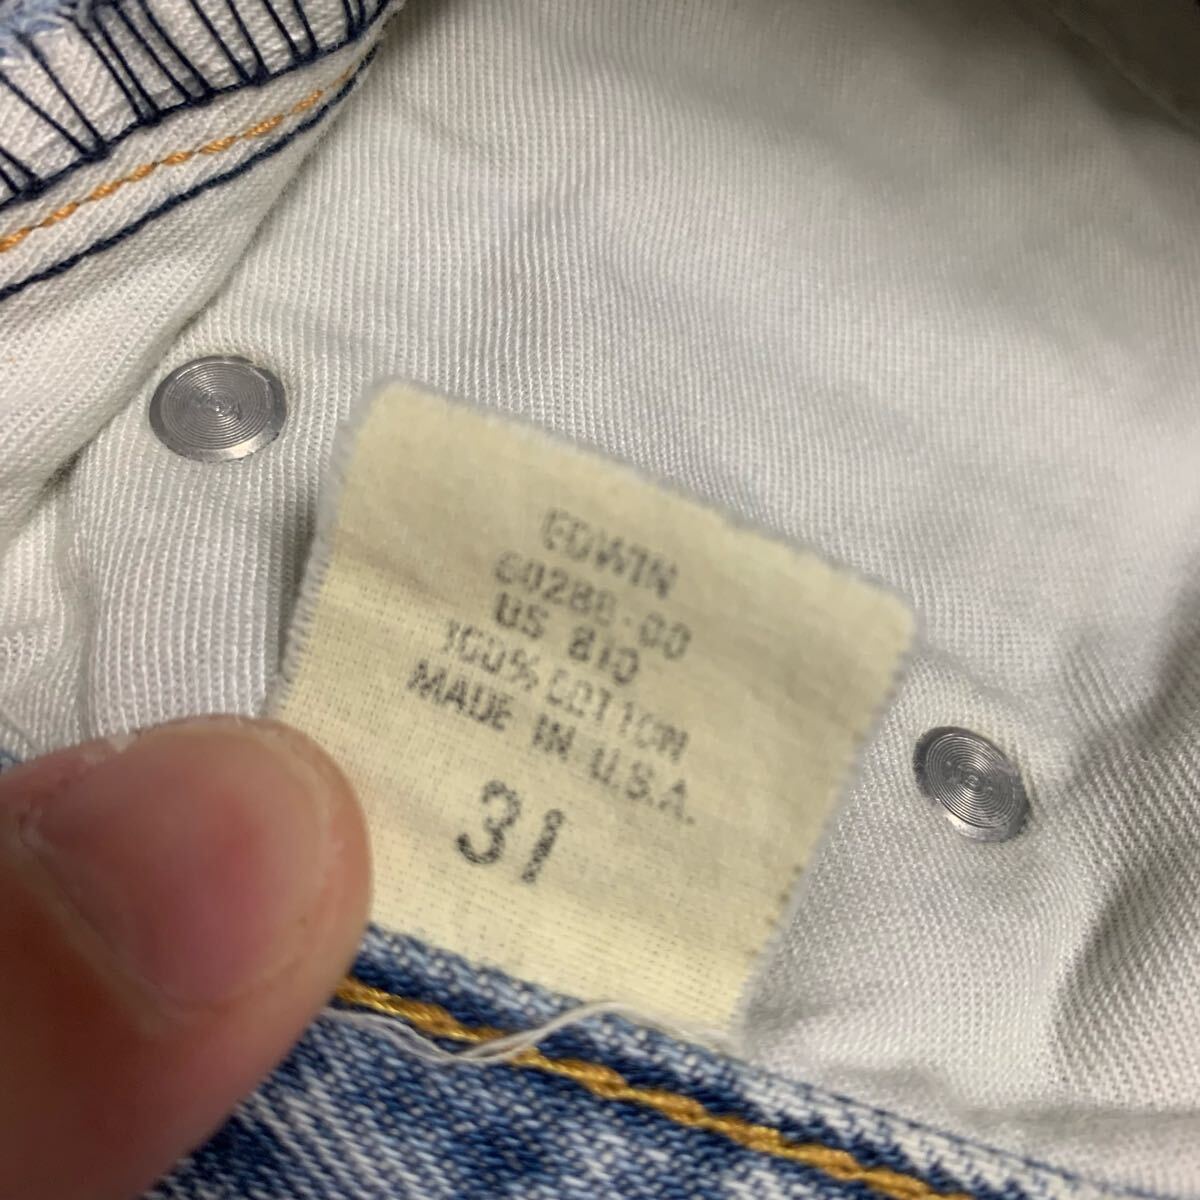 EDWIN
60288-00
US 810
100% COTTON
MADE IN U.S.A.
31